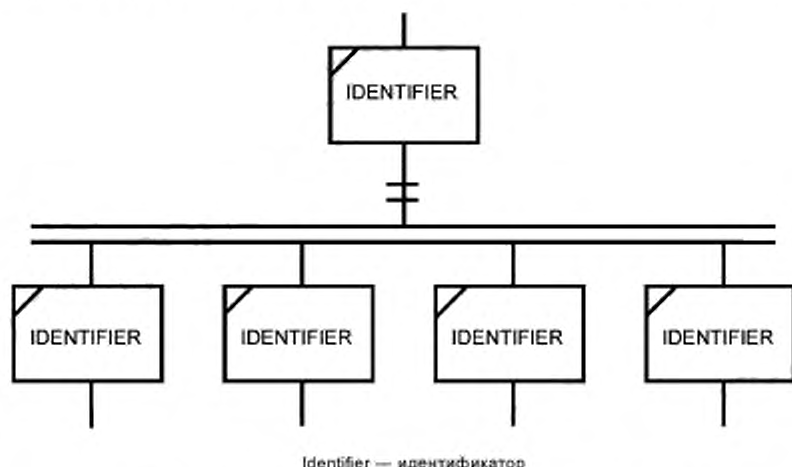 IDENTIFIER
IDENTIFIER IDENTIFIER IDENTIFIER IDENTIFIER
Identifier — идентификатор